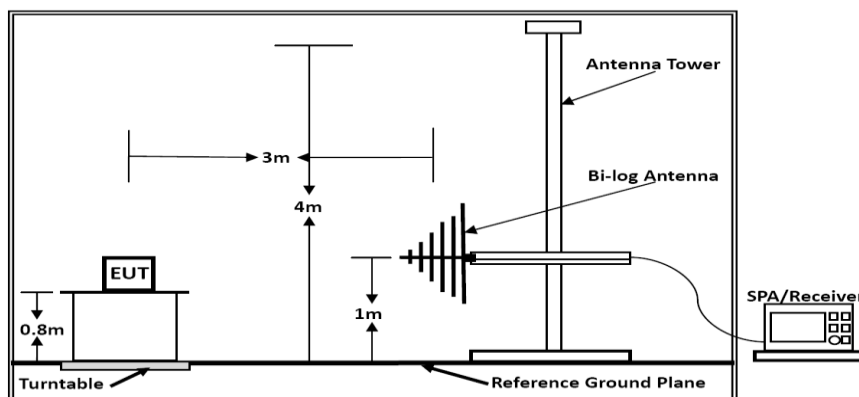 Antenna Tower
3m
Bi-log Antenna
4m
EUT
SPA/Receiver
0.8m
1m
Turntable
Reference Ground Plane